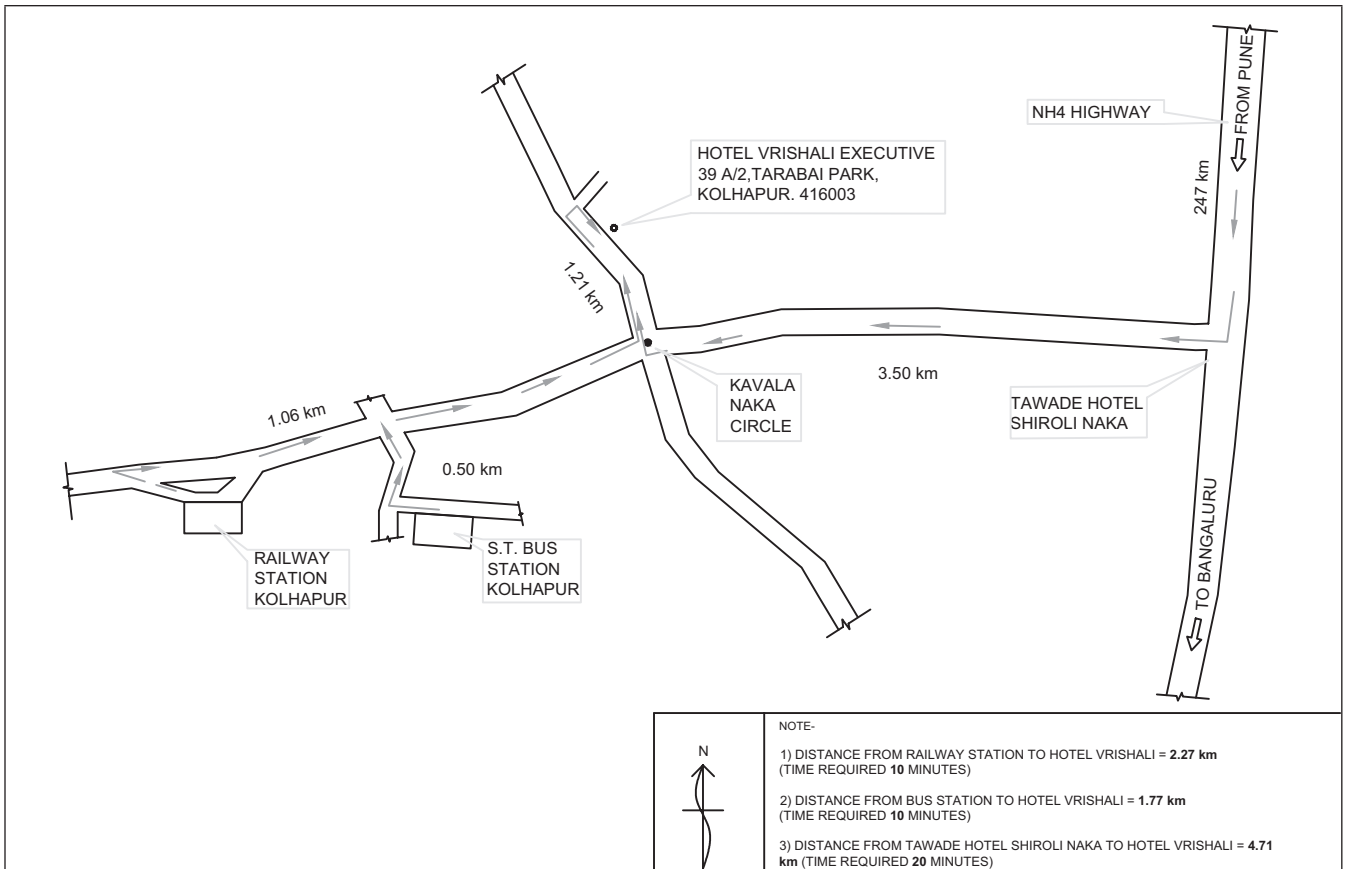 FROM PUNE
NH4 HIGHWAY
HOTEL VRISHALI EXECUTIVE
39 A/2,TARABAI PARK,
KOLHAPUR. 416003
247 km
1.21 km
3.50 km
KAVALA
NAKA
CIRCLE
TAWADE HOTEL
SHIROLI NAKA
1.06 km
0.50 km
RAILWAY
STATION
KOLHAPUR
S.T. BUS
STATION
KOLHAPUR
TO BANGALURU
N
NOTE-
1) DISTANCE FROM RAILWAY STATION TO HOTEL VRISHALI = 2.27 km
(TIME REQUIRED 10 MINUTES)
2) DISTANCE FROM BUS STATION TO HOTEL VRISHALI = 1.77 km
(TIME REQUIRED 10 MINUTES)
3) DISTANCE FROM TAWADE HOTEL SHIROLI NAKA TO HOTEL VRISHALI = 4.71
km (TIME REQUIRED 20 MINUTES)